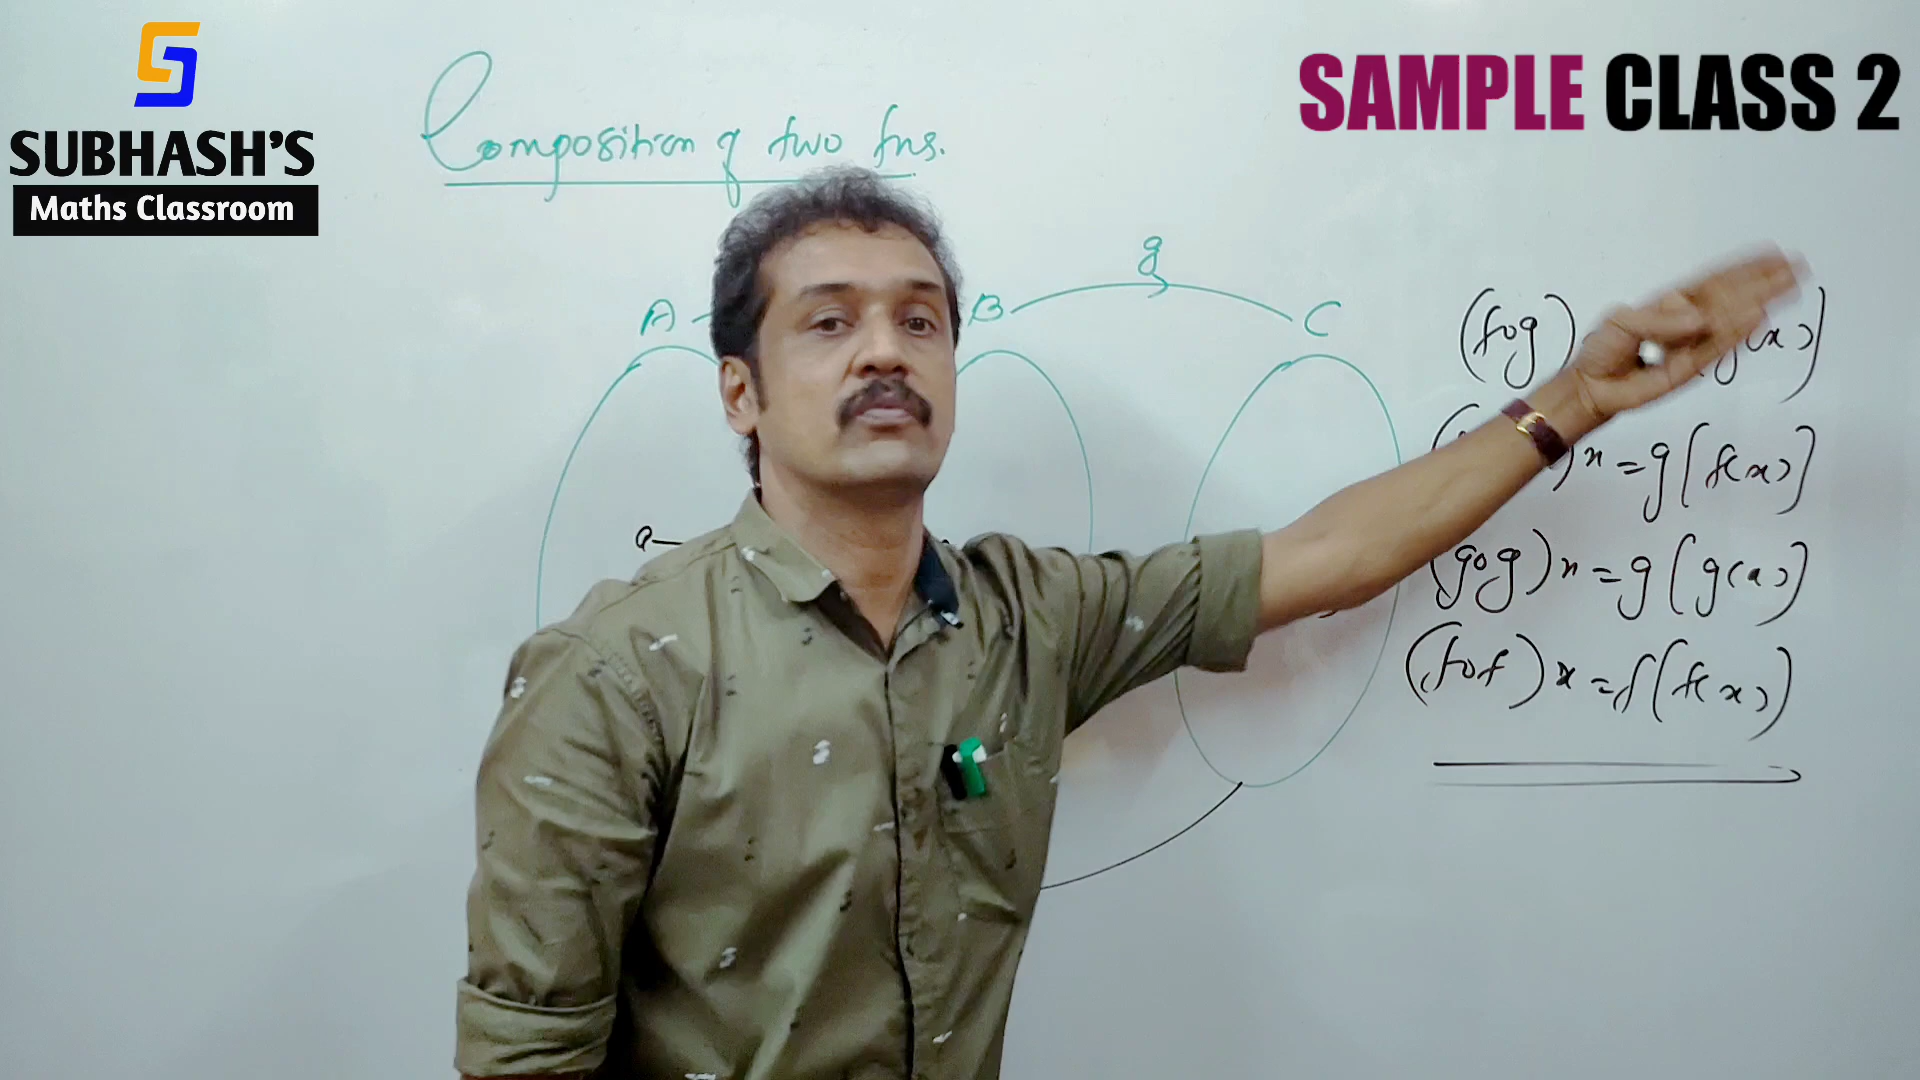 SUBHASH'S
Maths Classroom
SAMPLE CLASS 2
Composition of two fns.
g
A
B
C
(fog) (x)]
)x = g[f(x)]
a
(gog)x = g(g(x))
(fof)x = f(f(x))